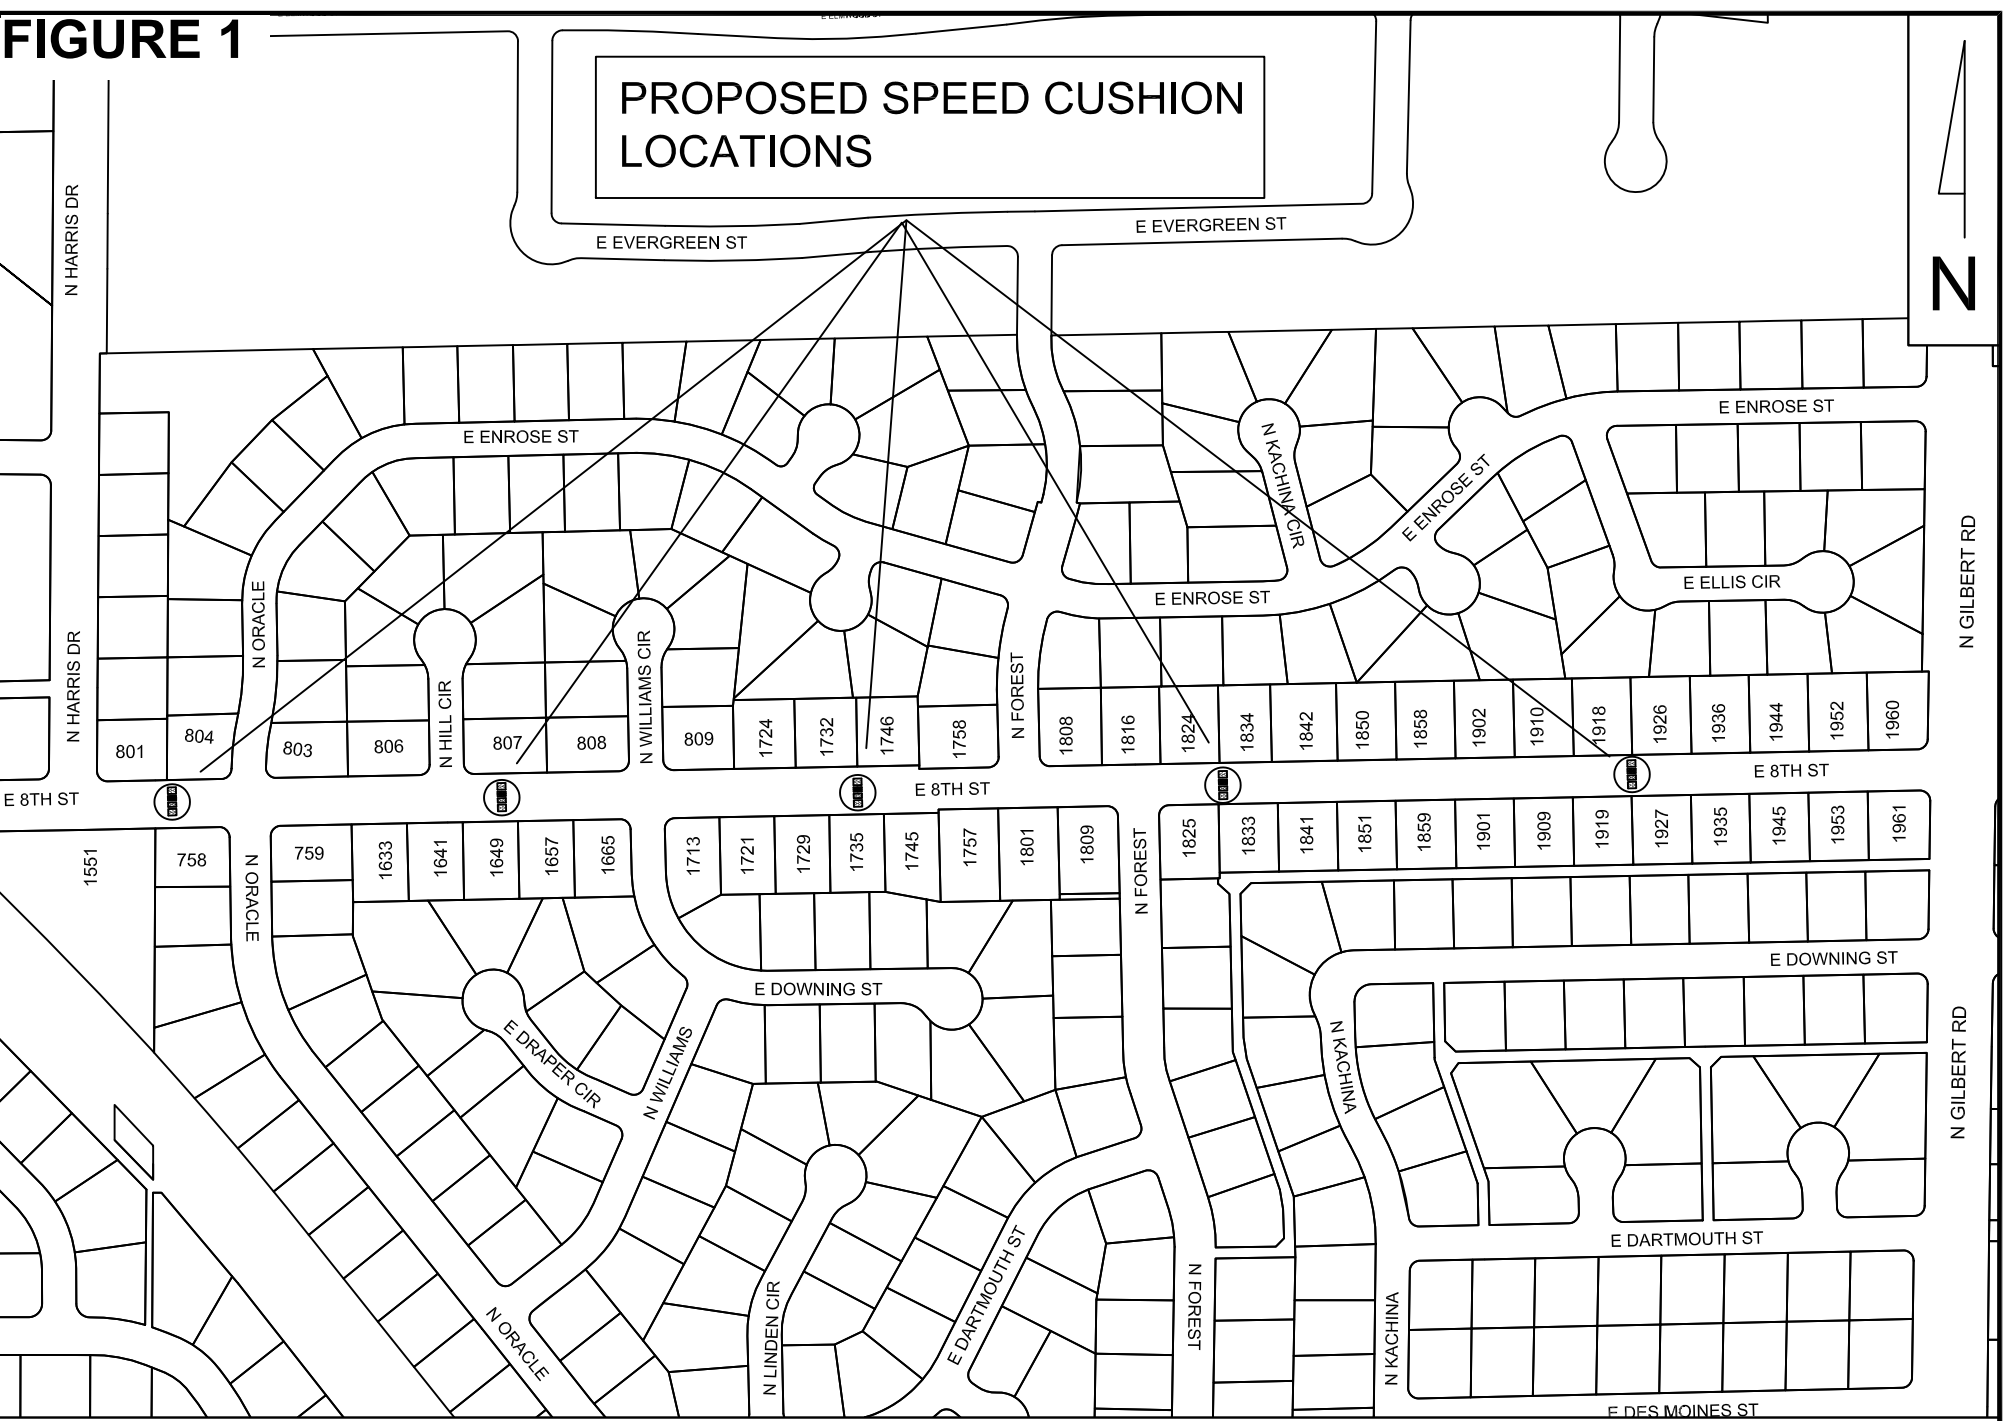 FIGURE 1
PROPOSED SPEED CUSHION
LOCATIONS
N HARRIS DR
E EVERGREEN ST
E EVERGREEN ST
N
E ENROSE ST
E ENROSE ST
N KACHINA CIR
E ENROSE ST
N GILBERT RD
E ELLIS CIR
N ORACLE
E ENROSE ST
N HARRIS DR
N HILL CIR
N WILLIAMS CIR
N FOREST
801
804
803
806
807
808
809
1724
1732
1746
1758
1808
1816
1824
1834
1842
1850
1858
1902
1910
1918
1926
1936
1944
1952
1960
E 8TH ST
E 8TH ST
E 8TH ST
1551
758
759
1633
1641
1649
1657
1665
1713
1721
1729
1735
1745
1757
1801
1809
1825
1833
1841
1851
1859
1901
1909
1919
1927
1935
1945
1953
1961
N ORACLE
N FOREST
E DOWNING ST
E DOWNING ST
E DRAPER CIR
N WILLIAMS
N KACHINA
N GILBERT RD
E DARTMOUTH ST
E DARTMOUTH ST
N ORACLE
N LINDEN CIR
N FOREST
N KACHINA
E DES MOINES ST